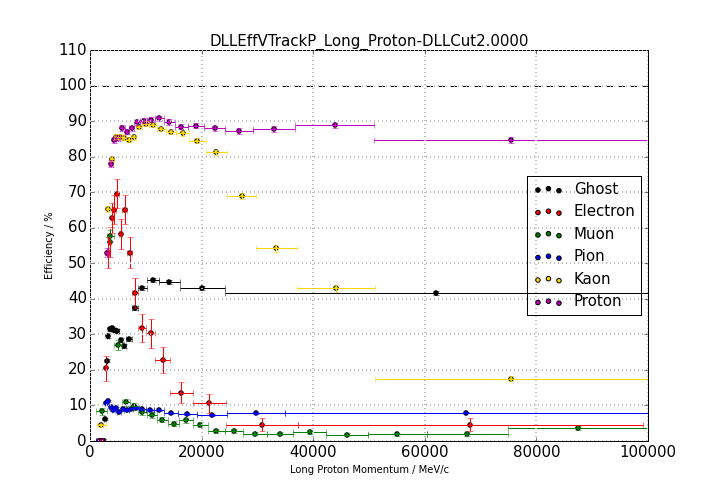 DLLEffVTrackP_Long_Proton-DLLCut2.0000
110
100
90
80
70
60
50
40
30
20
10
0
Efficiency / %
Ghost
Electron
Muon
Pion
Kaon
Proton
0
20000
40000
60000
80000
100000
Long Proton Momentum / MeV/c